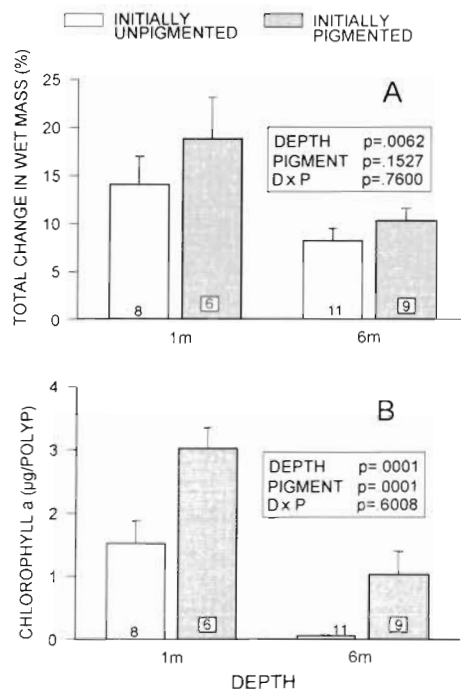 INITIALLY UNPIGMENTED
INITIALLY PIGMENTED
A
TOTAL CHANGE IN WET MASS (%)
25
20
15
10
5
0
DEPTH p=.0062
PIGMENT p=.1527
D x P p=.7600
8
6
11
9
1m
6m
B
CHLOROPHYLL a (µg/POLYP)
4
3
2
1
0
DEPTH p=.0001
PIGMENT p=.0001
D x P p=.6008
8
6
11
9
1m
6m
DEPTH